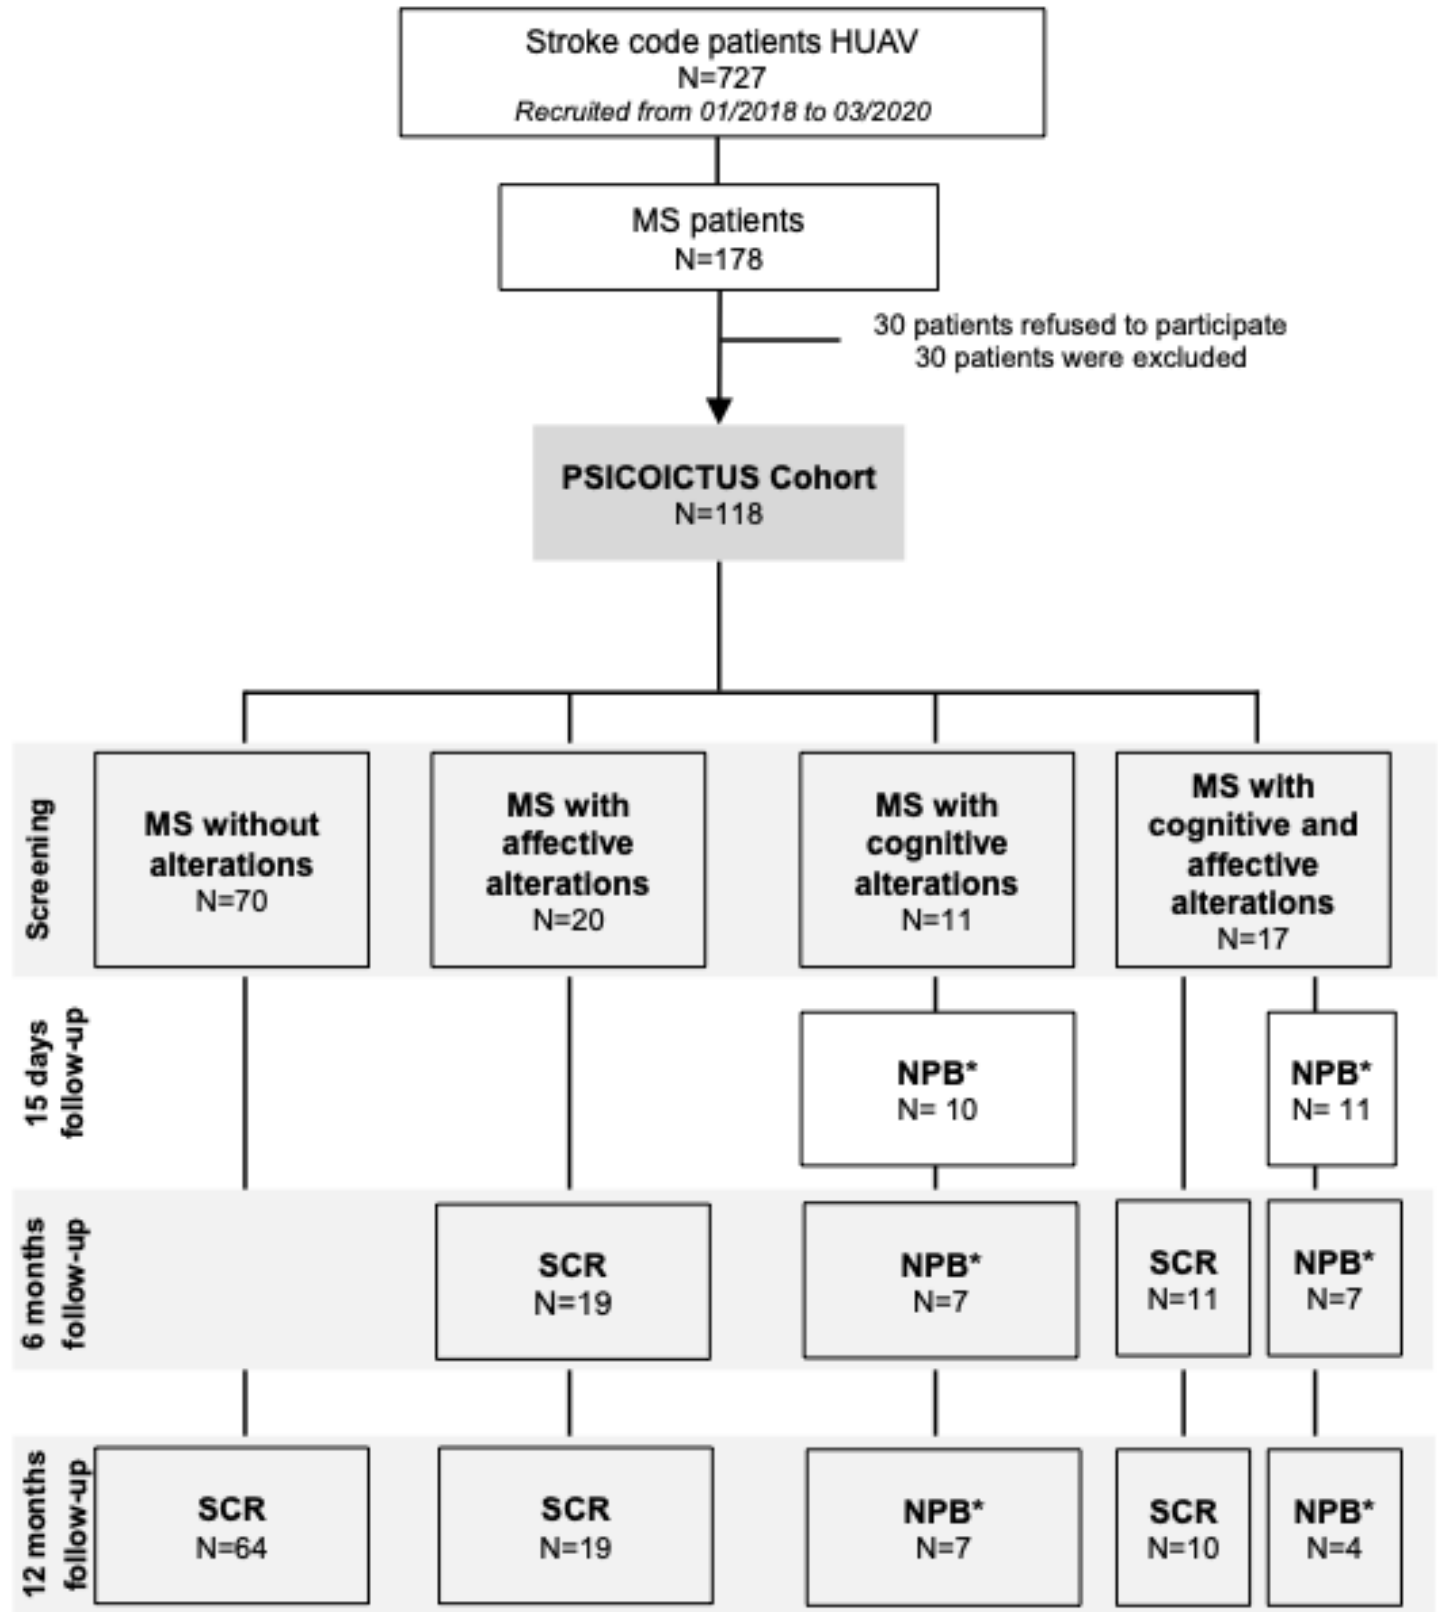 Stroke code patients HUAV
N=727
Recruited from 01/2018 to 03/2020
MS patients
N=178
30 patients refused to participate
30 patients were excluded
PSICOICTUS Cohort
N=118
Screening
MS without
alterations
N=70
MS with
affective
alterations
N=20
MS with
cognitive
alterations
N=11
MS with
cognitive and
affective
alterations
N=17
15 days
follow-up
NPB*
N= 10
NPB*
N= 11
6 months
follow-up
SCR
N=19
NPB*
N=7
SCR
N=11
NPB*
N=7
12 months
follow-up
SCR
N=64
SCR
N=19
NPB*
N=7
SCR
N=10
NPB*
N=4